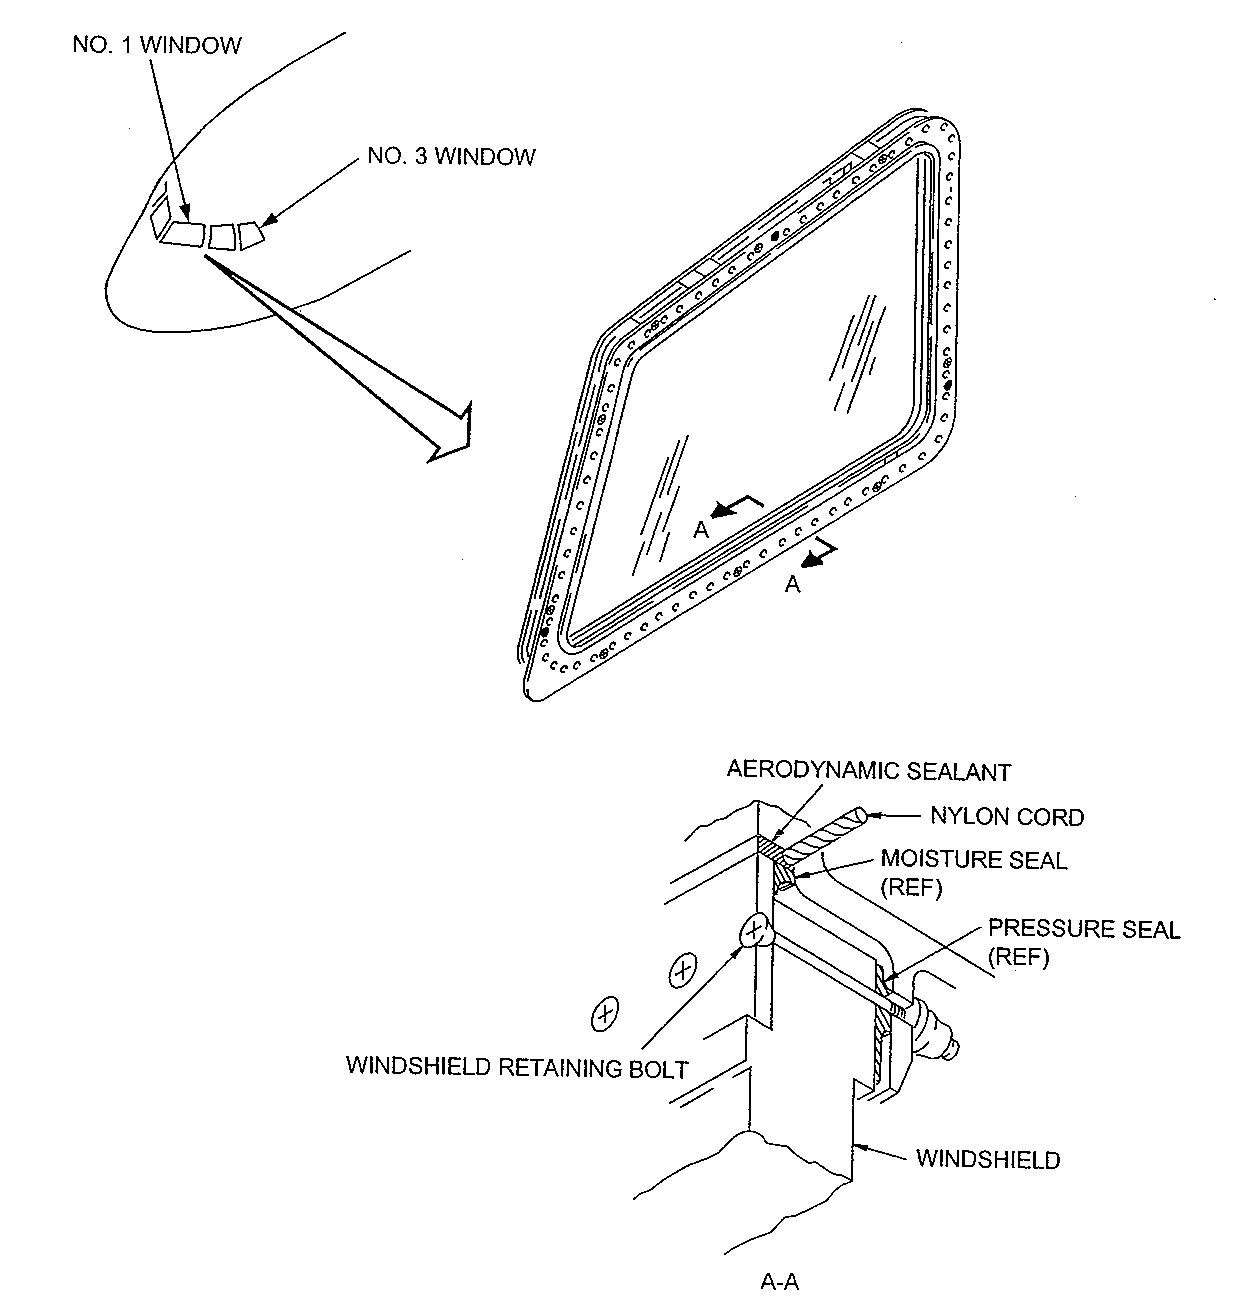 NO. 1 WINDOW
NO. 3 WINDOW
A
A
AERODYNAMIC SEALANT
NYLON CORD
MOISTURE SEAL
(REF)
PRESSURE SEAL
(REF)
WINDSHIELD RETAINING BOLT
WINDSHIELD
A-A